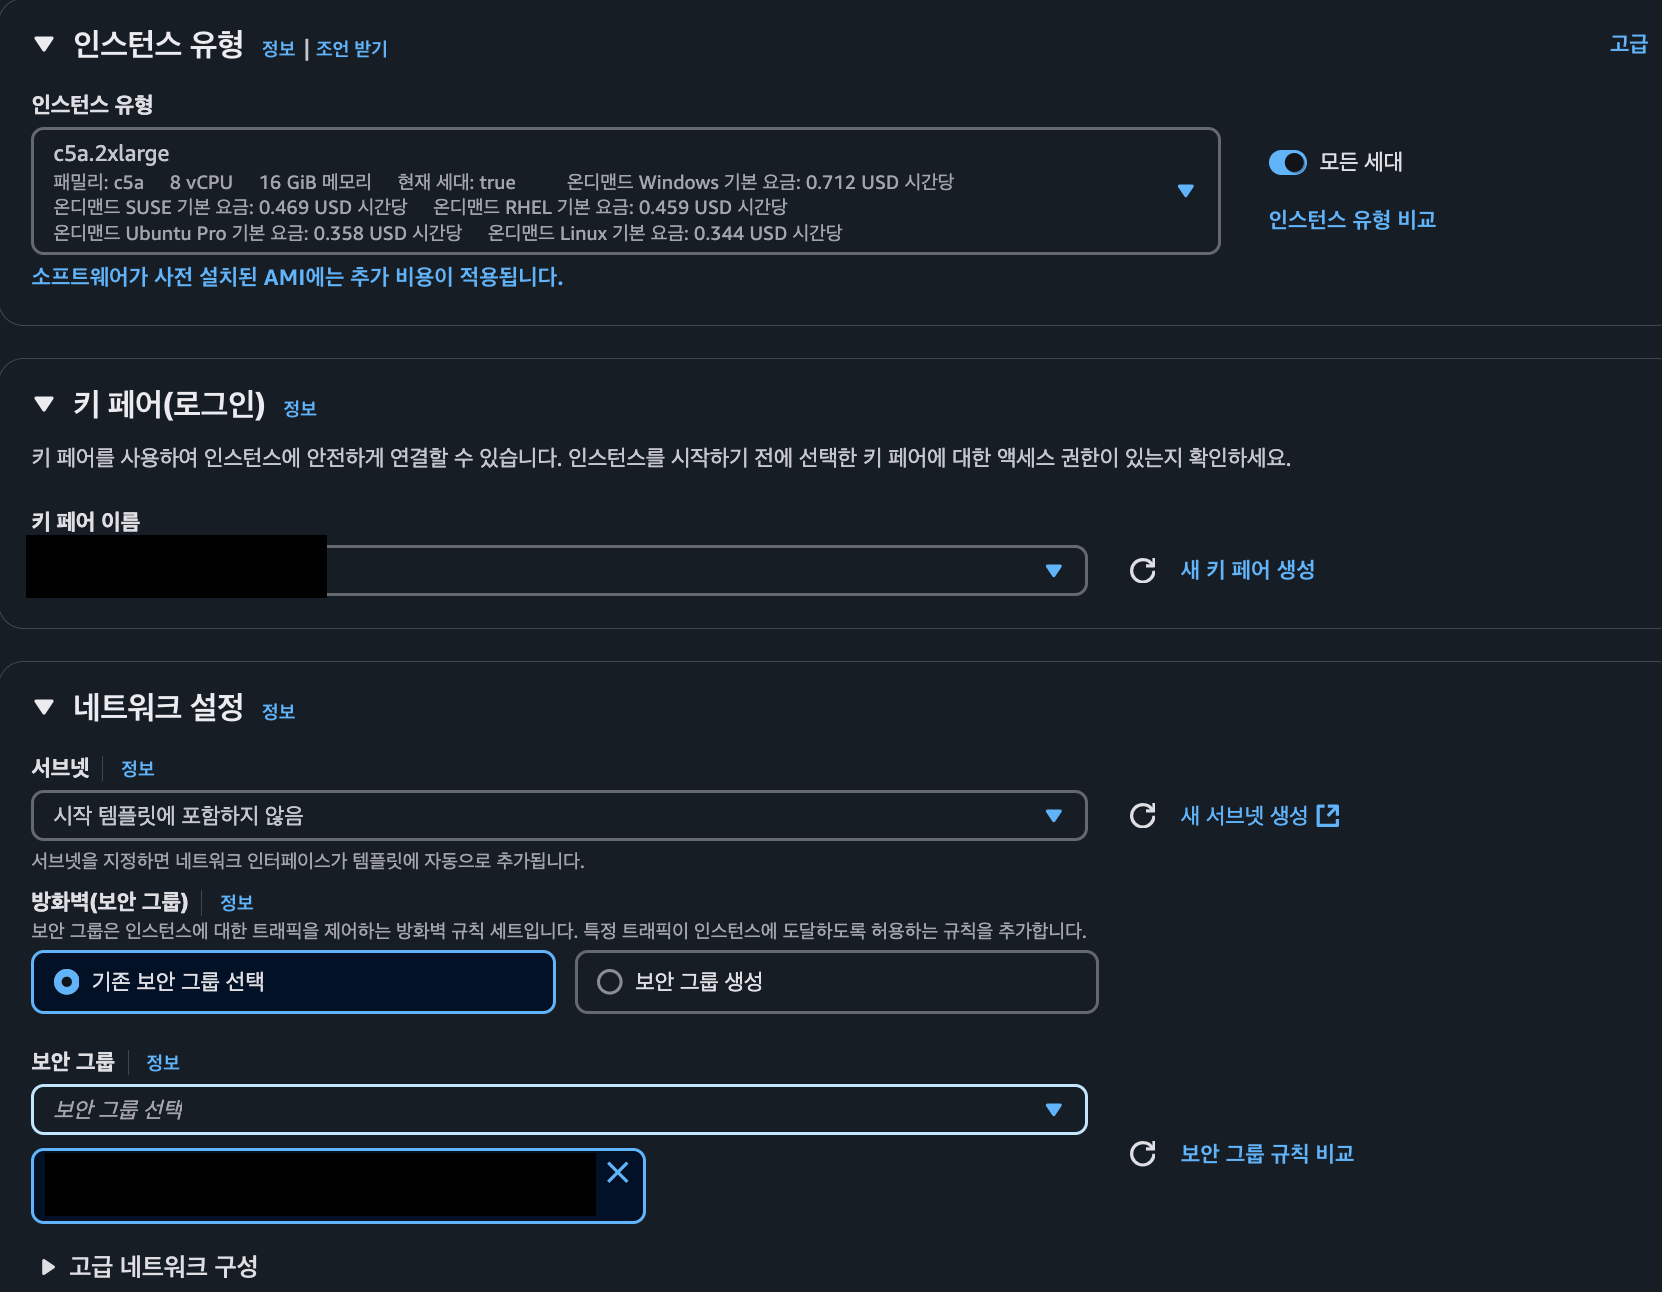 인스턴스 유형 정보 | 조언 받기 고급
인스턴스 유형
c5a.2xlarge
패밀리: c5a 8 vCPU 16 GiB 메모리 현재 세대: true 온디맨드 Windows 기본 요금: 0.712 USD 시간당
온디맨드 SUSE 기본 요금: 0.469 USD 시간당 온디맨드 RHEL 기본 요금: 0.459 USD 시간당
온디맨드 Ubuntu Pro 기본 요금: 0.358 USD 시간당 온디맨드 Linux 기본 요금: 0.344 USD 시간당
모든 세대
인스턴스 유형 비교
소프트웨어가 사전 설치된 AMI에는 추가 비용이 적용됩니다.
키 페어(로그인) 정보
키 페어를 사용하여 인스턴스에 안전하게 연결할 수 있습니다. 인스턴스를 시작하기 전에 선택한 키 페어에 대한 액세스 권한이 있는지 확인하세요.
키 페어 이름
새 키 페어 생성
네트워크 설정 정보
서브넷 정보
시작 템플릿에 포함하지 않음
새 서브넷 생성
서브넷을 지정하면 네트워크 인터페이스가 템플릿에 자동으로 추가됩니다.
방화벽(보안 그룹) 정보
보안 그룹은 인스턴스에 대한 트래픽을 제어하는 방화벽 규칙 세트입니다. 특정 트래픽이 인스턴스에 도달하도록 허용하는 규칙을 추가합니다.
기존 보안 그룹 선택 보안 그룹 생성
보안 그룹 정보
보안 그룹 선택
보안 그룹 규칙 비교
고급 네트워크 구성